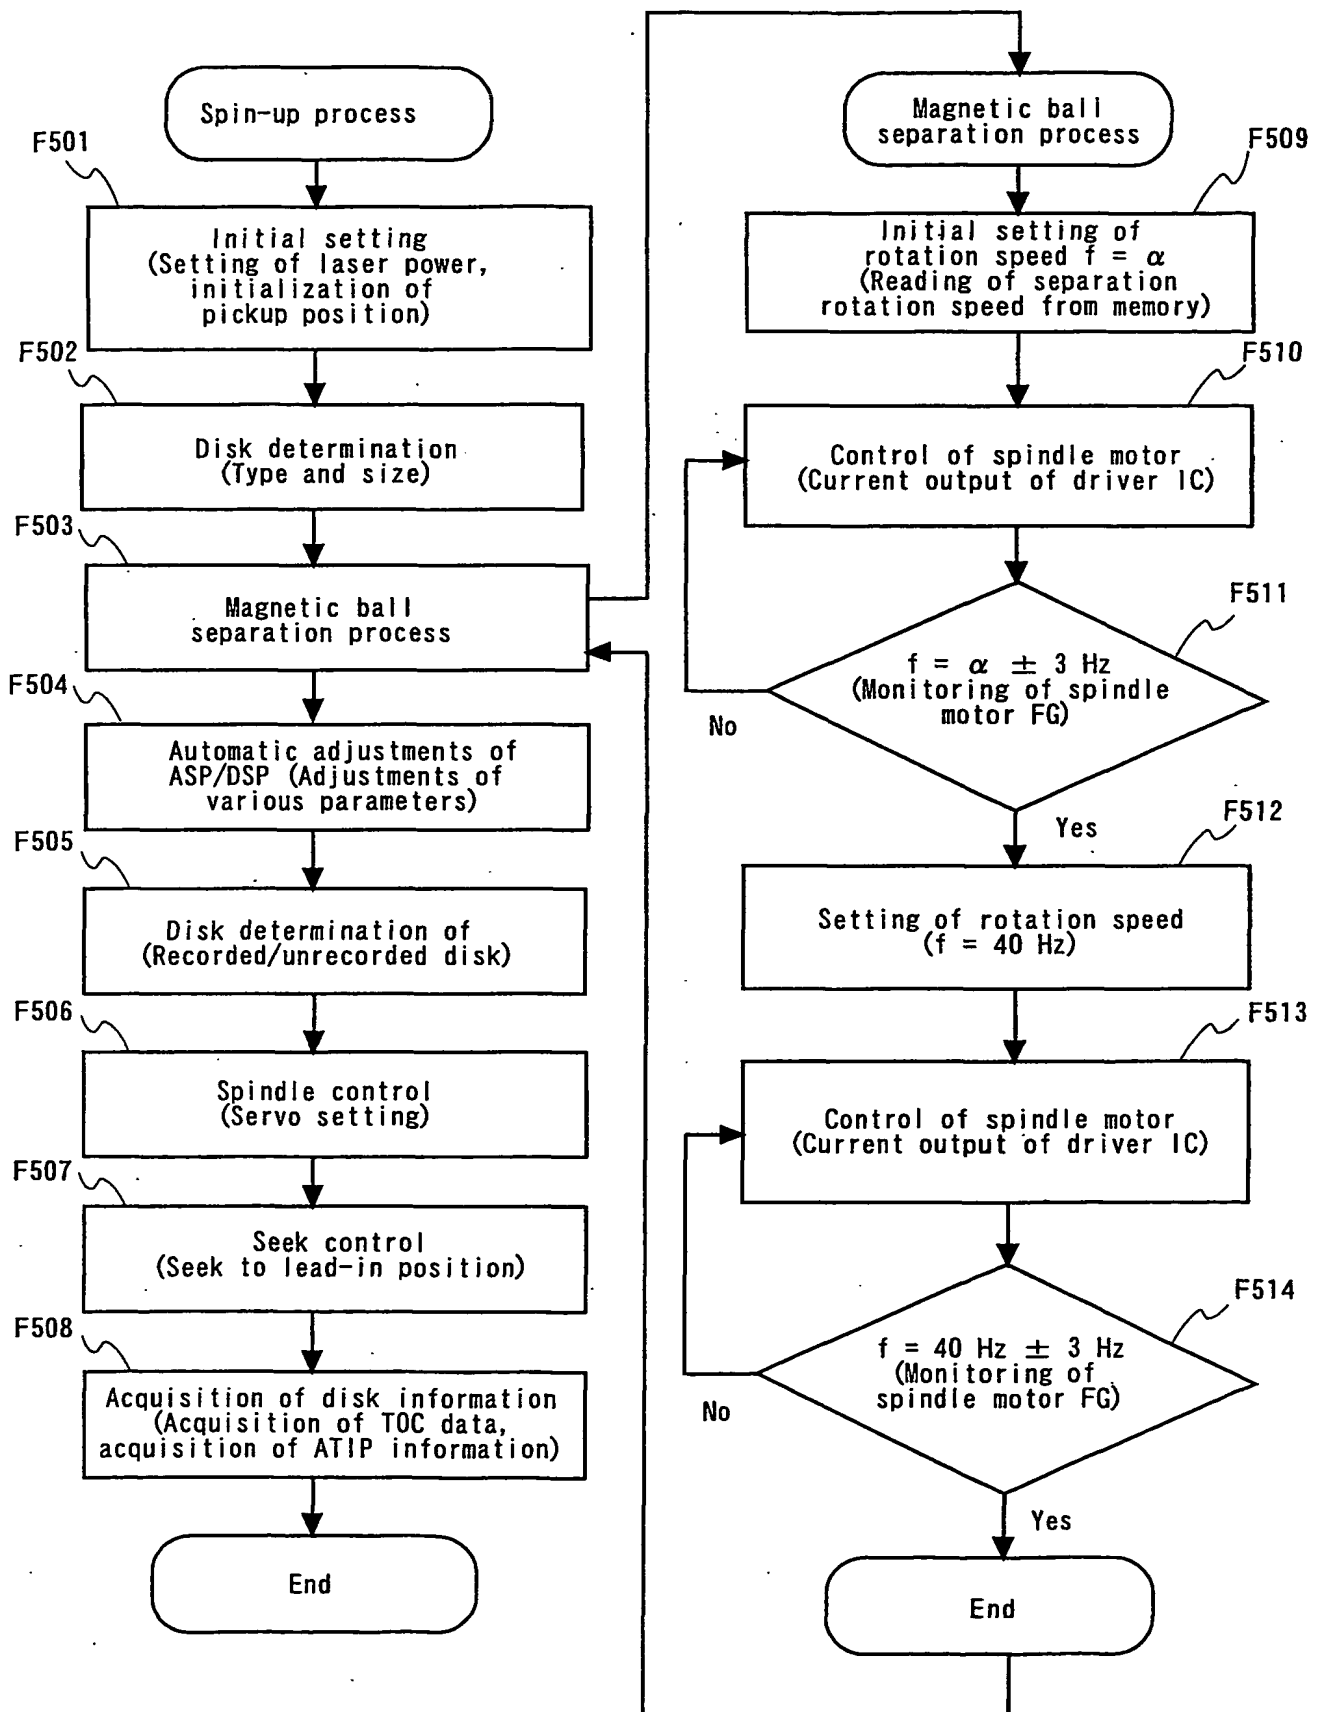 Spin-up process
F501
Initial setting
(Setting of laser power,
initialization of
pickup position)
F502
Disk determination
(Type and size)
F503
Magnetic ball
separation process
F504
Automatic adjustments of
ASP/DSP (Adjustments of
various parameters)
F505
Disk determination of
(Recorded/unrecorded disk)
F506
Spindle control
(Servo setting)
F507
Seek control
(Seek to lead-in position)
F508
Acquisition of disk information
(Acquisition of TOC data,
acquisition of ATIP information)
End
Magnetic ball
separation process
F509
Initial setting of
rotation speed f = α
(Reading of separation
rotation speed from memory)
F510
Control of spindle motor
(Current output of driver IC)
F511
f = α ± 3 Hz
(Monitoring of spindle
motor FG)
No
Yes
F512
Setting of rotation speed
(f = 40 Hz)
F513
Control of spindle motor
(Current output of driver IC)
F514
f = 40 Hz ± 3 Hz
(Monitoring of
spindle motor FG)
No
Yes
End